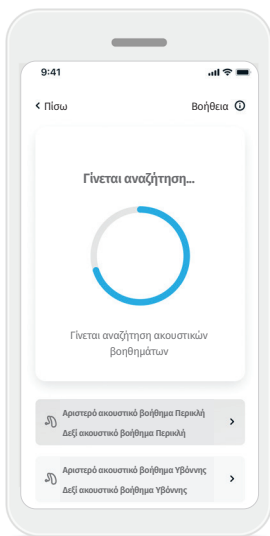 9:41
Πίσω
Βοήθεια
Γίνεται αναζήτηση...
Γίνεται αναζήτηση ακουστικών
βοηθημάτων
Αριστερό ακουστικό βοήθημα Περικλή
Δεξί ακουστικό βοήθημα Περικλή
Αριστερό ακουστικό βοήθημα Υβόννης
Δεξί ακουστικό βοήθημα Υβόννης